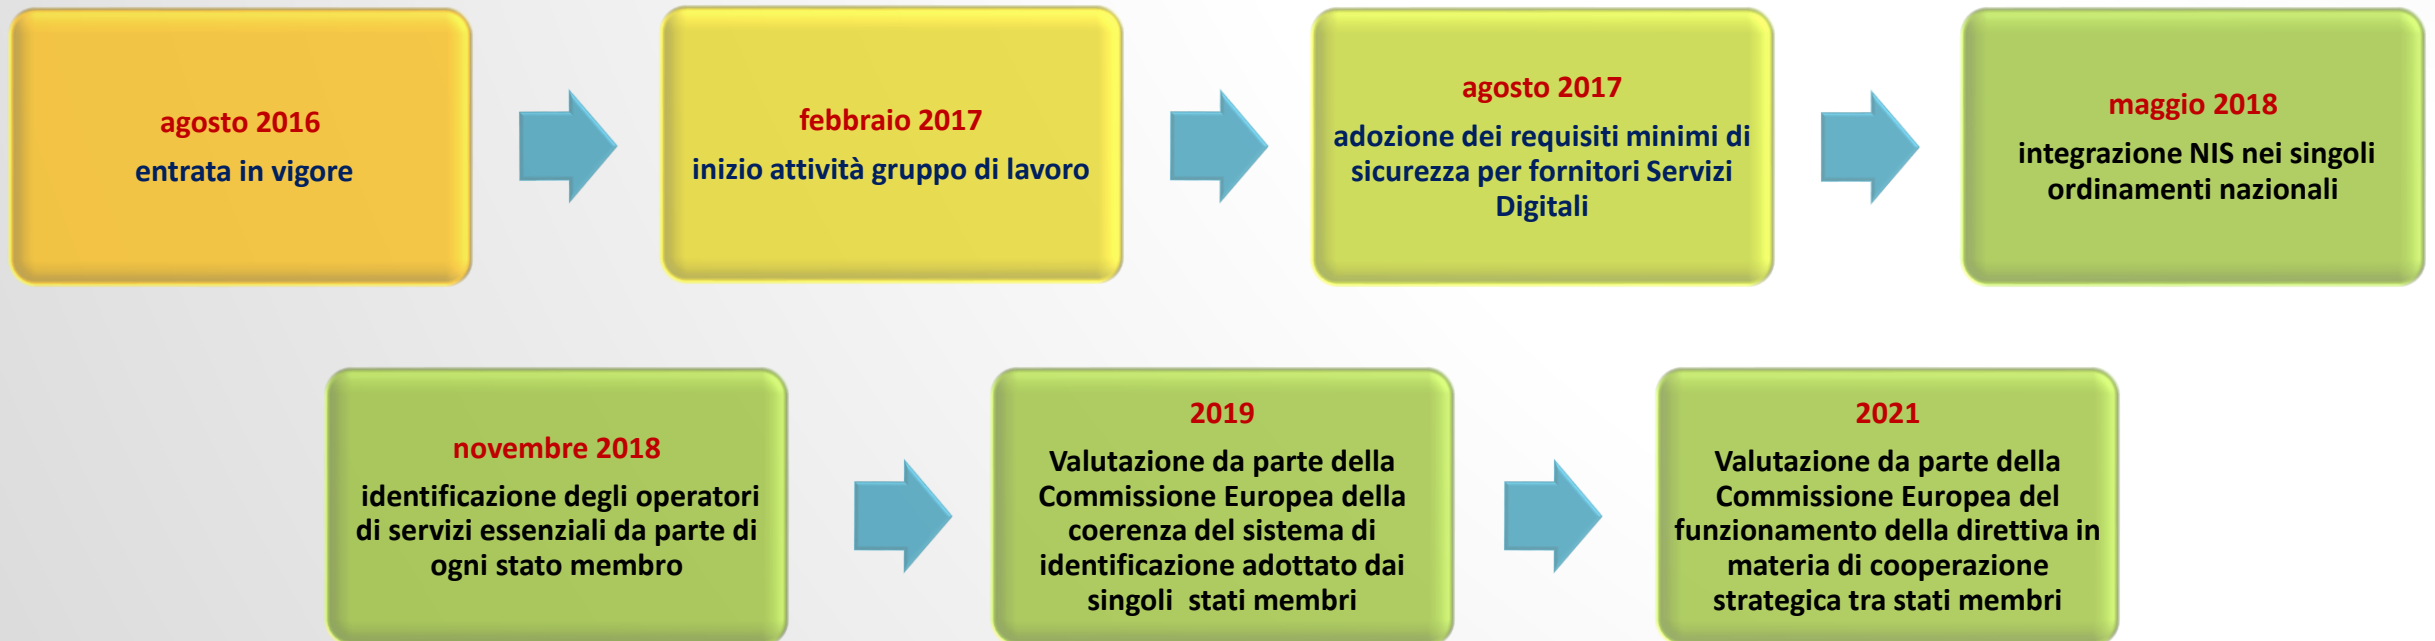 agosto 2016
entrata in vigore
febbraio 2017
inizio attività gruppo di lavoro
agosto 2017
adozione dei requisiti minimi di
sicurezza per fornitori Servizi
Digitali
maggio 2018
integrazione NIS nei singoli
ordinamenti nazionali
novembre 2018
identificazione degli operatori
di servizi essenziali da parte di
ogni stato membro
2019
Valutazione da parte della
Commissione Europea della
coerenza del sistema di
identificazione adottato dai
singoli stati membri
2021
Valutazione da parte della
Commissione Europea del
funzionamento della direttiva in
materia di cooperazione
strategica tra stati membri